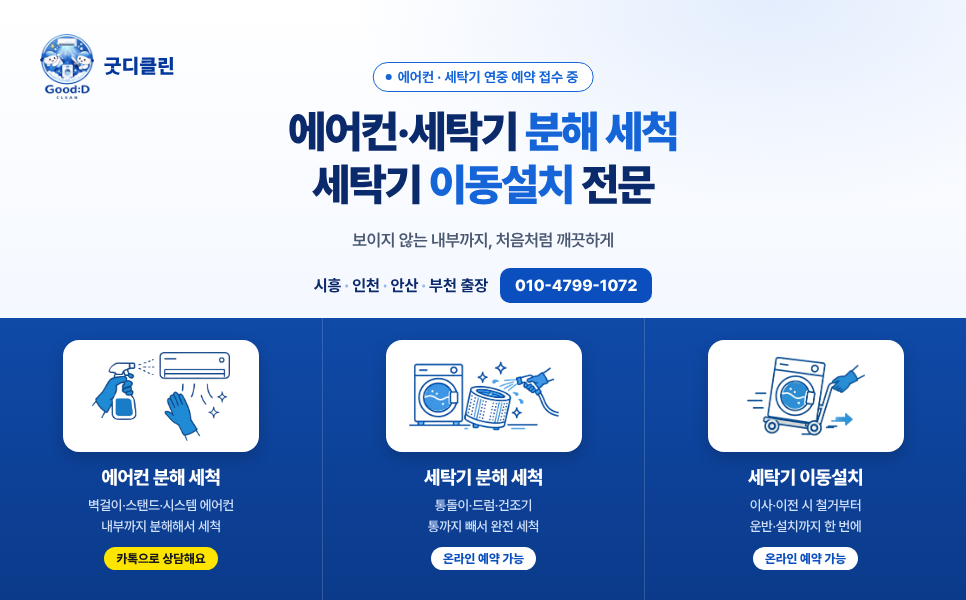 Good:D
CLEAN
굿디클린
에어컨 · 세탁기 연중 예약 접수 중
에어컨·세탁기 분해 세척
세탁기 이동설치 전문
보이지 않는 내부까지, 처음처럼 깨끗하게
시흥 · 인천 · 안산 · 부천 출장
010-4799-1072
에어컨 분해 세척
벽걸이·스탠드·시스템 에어컨
내부까지 분해해서 세척
카톡으로 상담해요
세탁기 분해 세척
통돌이·드럼·건조기
통까지 빼서 완전 세척
온라인 예약 가능
세탁기 이동설치
이사·이전 시 철거부터
운반·설치까지 한 번에
온라인 예약 가능